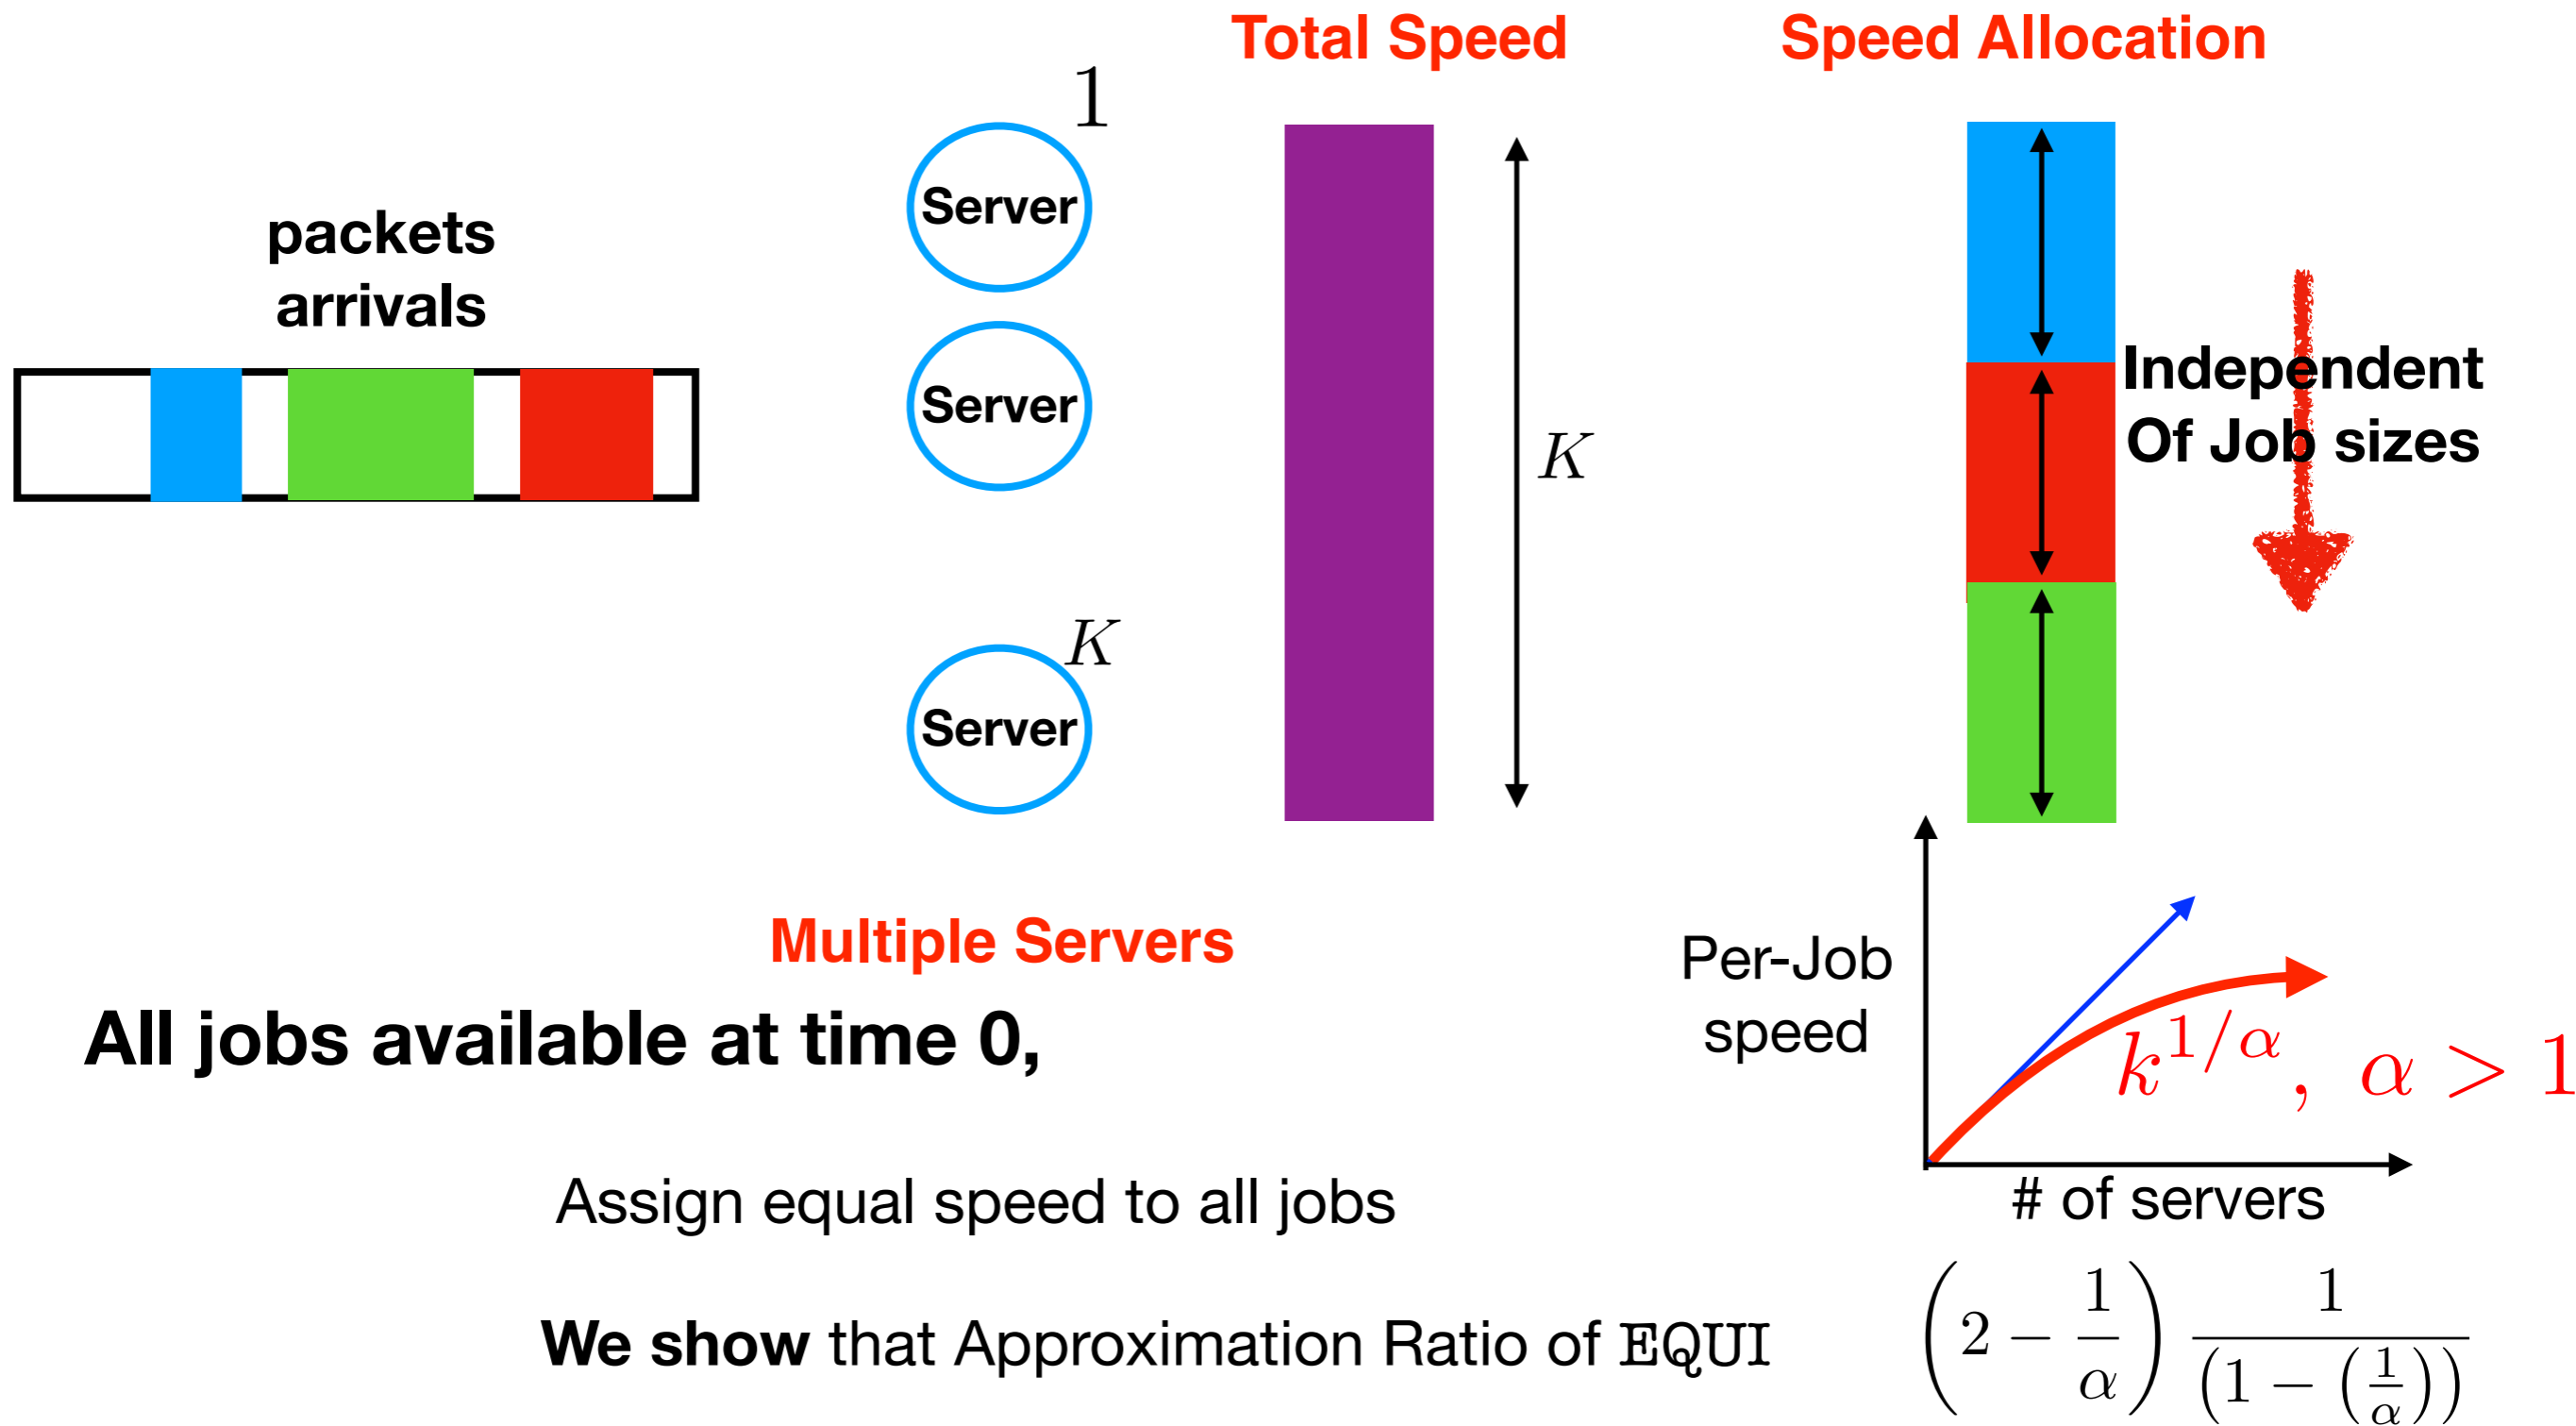 Total Speed
Speed Allocation
1
Server
packets
arrivals
Server
K
Independent
Of Job sizes
K
Server
Multiple Servers
Per-Job
speed
k^{1/α}, α > 1
All jobs available at time 0,
# of servers
Assign equal speed to all jobs
We show that Approximation Ratio of EQUI (2 − 1/α) 1/(1 − (1/α))